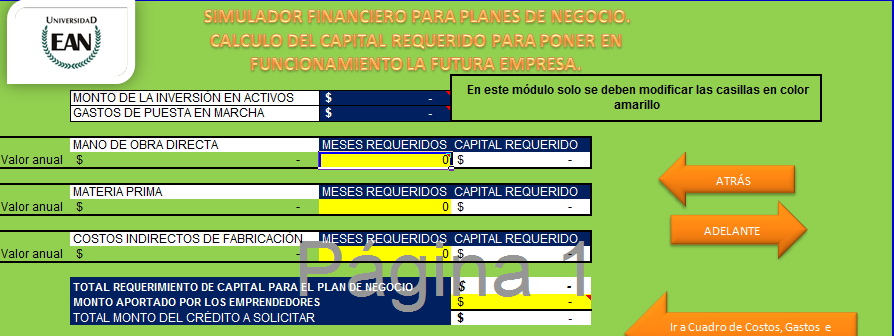 UNIVERSIDAD
EAN
SIMULADOR FINANCIERO PARA PLANES DE NEGOCIO.
CALCULO DEL CAPITAL REQUERIDO PARA PONER EN
FUNCIONAMIENTO LA FUTURA EMPRESA.
En este módulo solo se deben modificar las casillas en color
amarillo
MONTO DE LA INVERSIÓN EN ACTIVOS $ -
GASTOS DE PUESTA EN MARCHA $ -
MANO DE OBRA DIRECTA MESES REQUERIDOS CAPITAL REQUERIDO
Valor anual $ - 0 $ -
MATERIA PRIMA MESES REQUERIDOS CAPITAL REQUERIDO
Valor anual $ - 0 $ -
COSTOS INDIRECTOS DE FABRICACIÓN MESES REQUERIDOS CAPITAL REQUERIDO
Valor anual $ - 0 $ -
Página 1
TOTAL REQUERIMIENTO DE CAPITAL PARA EL PLAN DE NEGOCIO $ -
MONTO APORTADO POR LOS EMPRENDEDORES $ -
TOTAL MONTO DEL CRÉDITO A SOLICITAR $ -
ATRÁS
ADELANTE
Ir a Cuadro de Costos, Gastos e